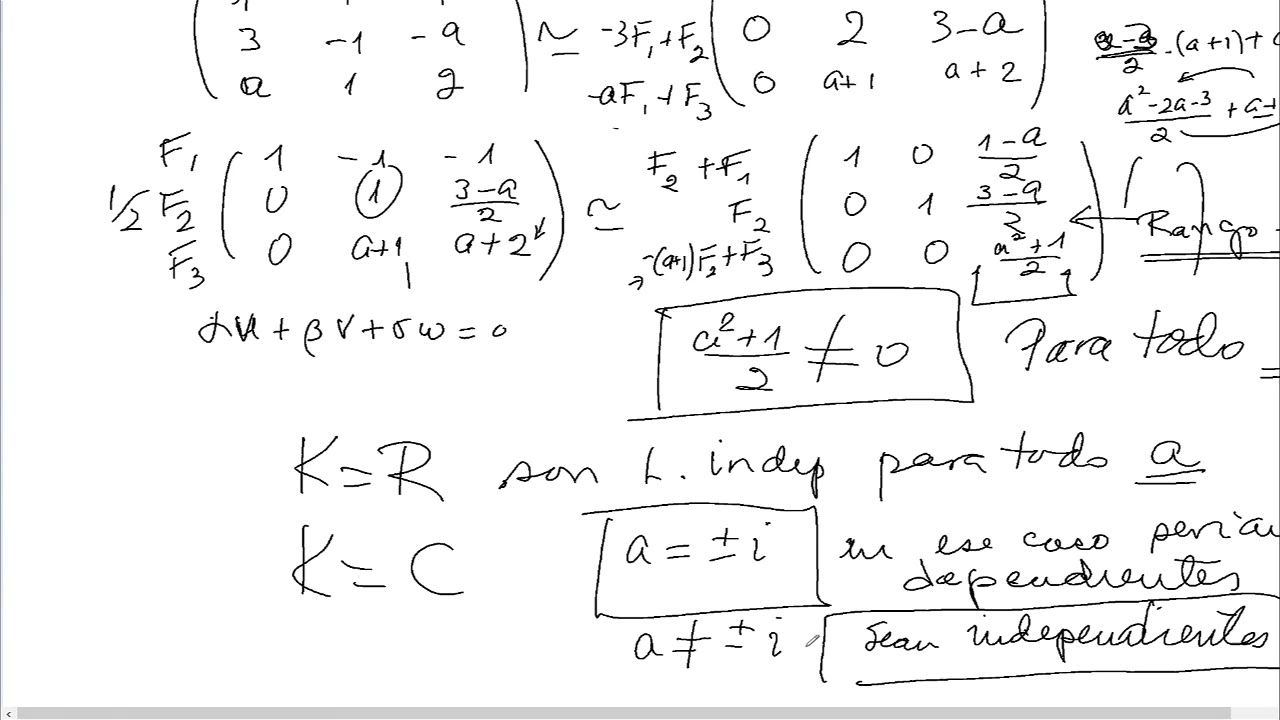 3 -1 -a ≃ -3F₁+F₂ 0 2 3-a
a 1 2 -aF₁+F₃ 0 a+1 a+2
2 .(a+1)+
a²-2a-3/2 + a+
F₁ 1 -1 -1 F₂+F₁ 1 0 1-a/2
1/2 F₂ 0 1 3-a/2 ≃ F₂ 0 1 3-a/2 ← Rango
F₃ 0 a+1 a+2 -(a+1)F₂+F₃ 0 0 a²+1/2
αu+βv+σw=0
a²+1/2 ≠ 0 Para todo
K=R son L. indep para todo a
K=C a=±i en ese caso
dependientes
a≠±i sean independientes